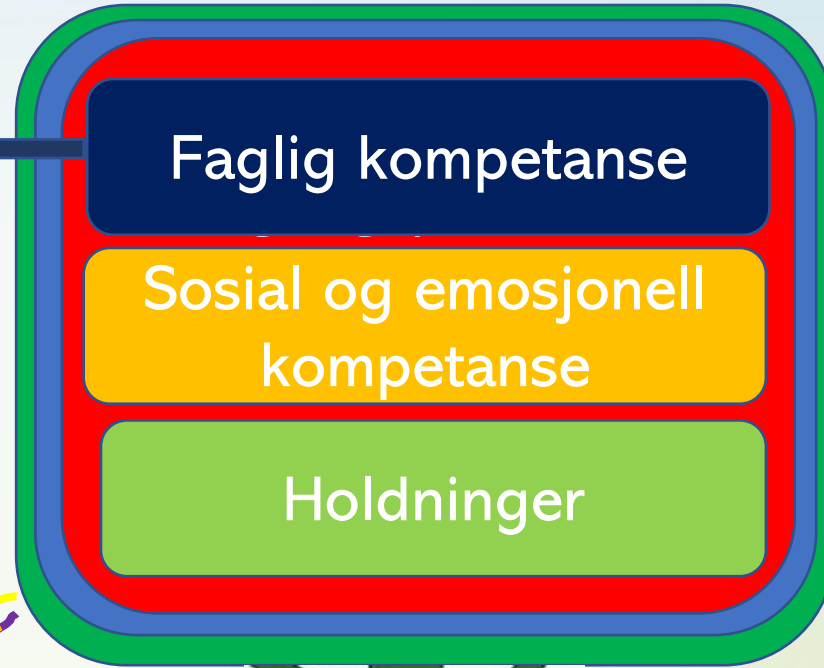 Faglig kompetanse
Sosial og emosjonell
kompetanse
Holdninger